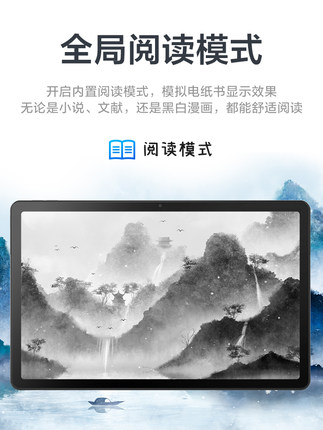 全局阅读模式
开启内置阅读模式，模拟电纸书显示效果
无论是小说、文献，还是黑白漫画，都能舒适阅读
阅读模式